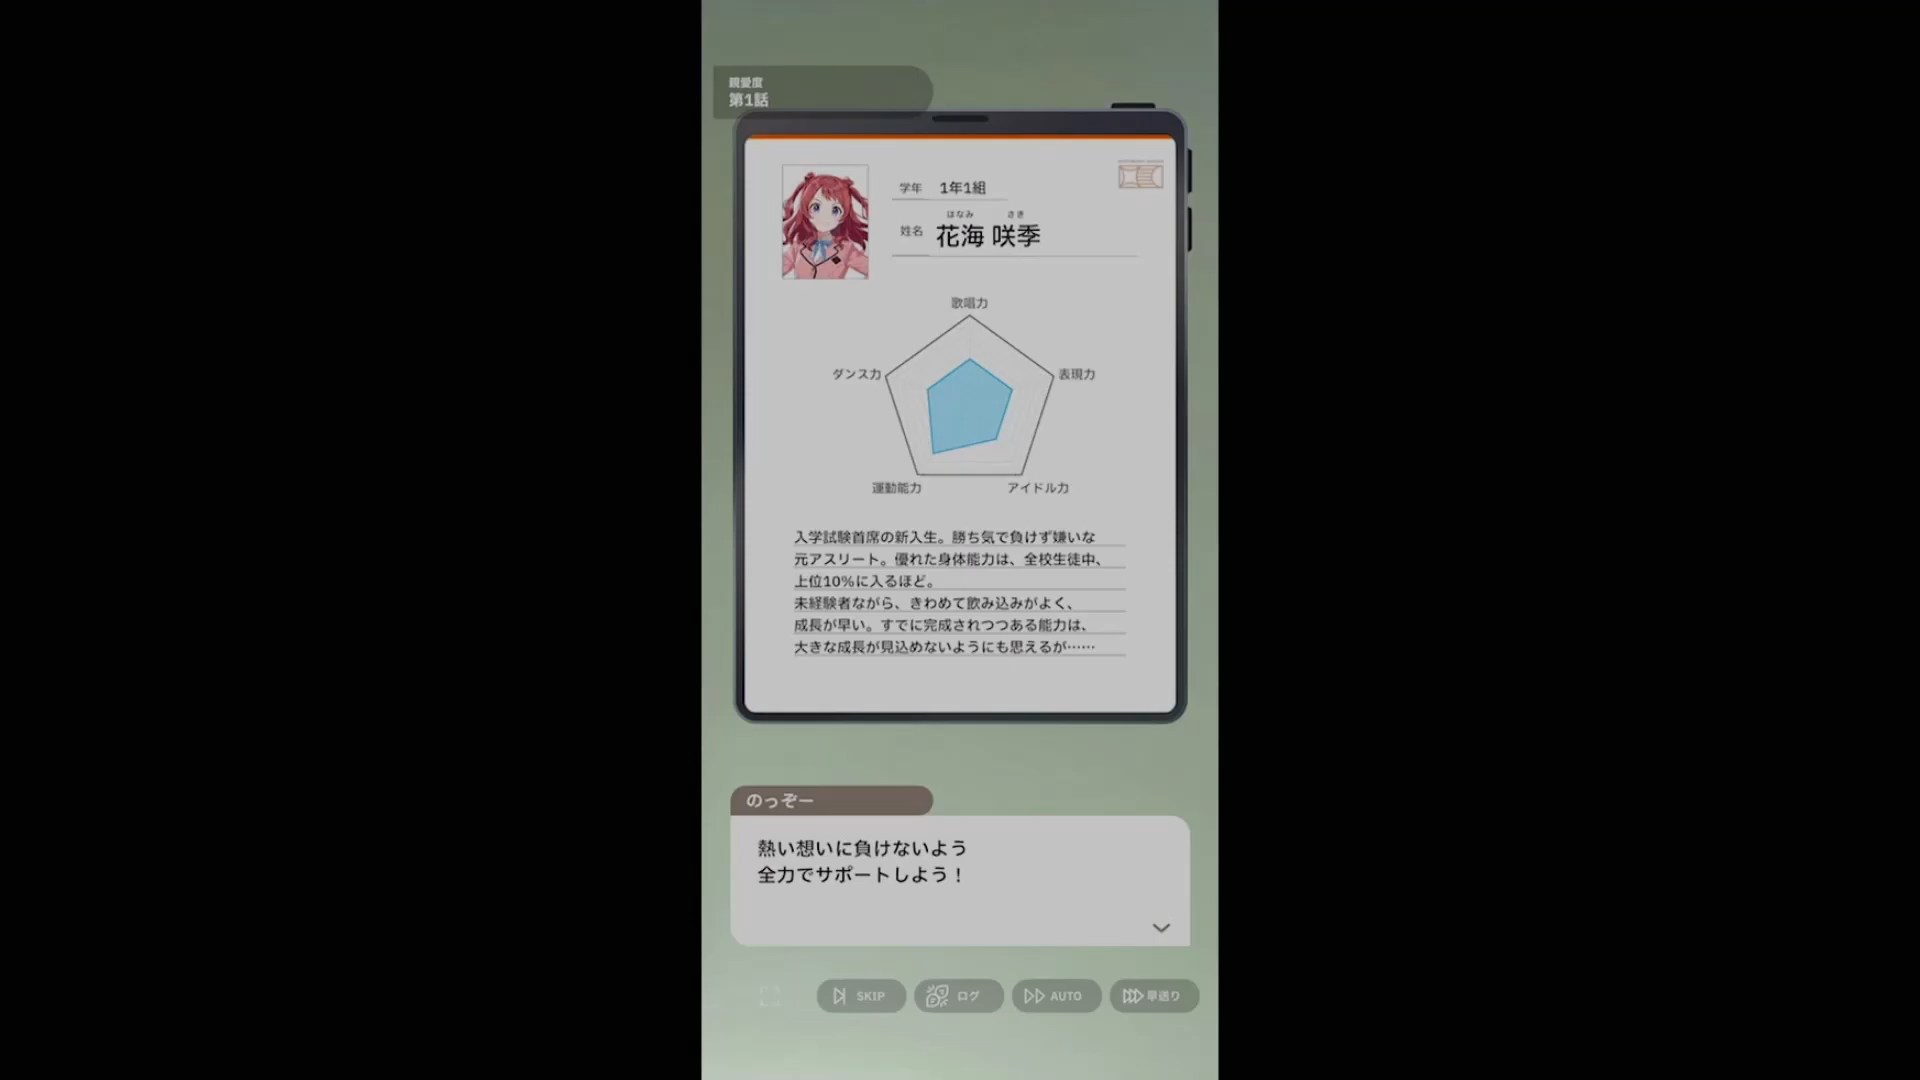 親愛度
第1話
学年 1年1組
はなみ さき
姓名 花海 咲季
歌唱力
ダンス力 表現力
運動能力 アイドル力
入学試験首席の新入生。勝ち気で負けず嫌いな
元アスリート。優れた身体能力は、全校生徒中、
上位10%に入るほど。
未経験者ながら、きわめて飲み込みがよく、
成長が早い。すでに完成されつつある能力は、
大きな成長が見込めないようにも思えるが……
のっぞー
熱い想いに負けないよう
全力でサポートしよう！
SKIP ログ AUTO 早送り